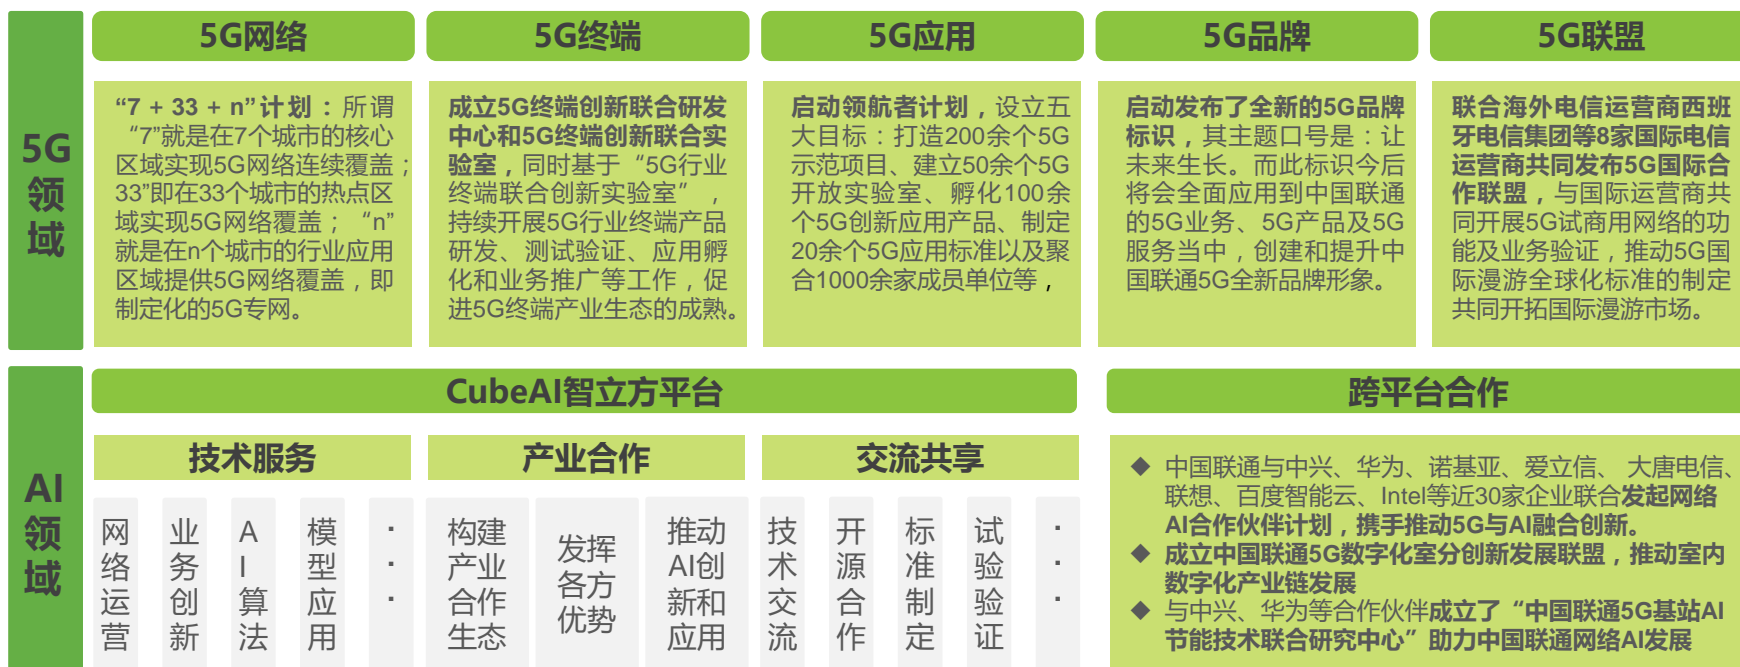 5G领域
5G网络
“7 + 33 + n”计划：所谓
“7”就是在7个城市的核心
区域实现5G网络连续覆盖；
33”即在33个城市的热点区
域实现5G网络覆盖；“n”
就是在n个城市的行业应用
区域提供5G网络覆盖，即
制定化的5G专网。
5G终端
成立5G终端创新联合研发
中心和5G终端创新联合实
验室，同时基于“5G行业
终端联合创新实验室”，
持续开展5G行业终端产品
研发、测试验证、应用孵
化和业务推广等工作，促
进5G终端产业生态的成熟。
5G应用
启动领航者计划，设立五
大目标：打造200余个5G
示范项目、建立50余个5G
开放实验室、孵化100余
个5G创新应用产品、制定
20余个5G应用标准以及聚
合1000余家成员单位等，
5G品牌
启动发布了全新的5G品牌
标识，其主题口号是：让
未来生长。而此标识今后
将会全面应用到中国联通
的5G业务、5G产品及5G
服务当中，创建和提升中
国联通5G全新品牌形象。
5G联盟
联合海外电信运营商西班
牙电信集团等8家国际电信
运营商共同发布5G国际合
作联盟，与国际运营商共
同开展5G试商用网络的功
能及业务验证，推动5G国
际漫游全球化标准的制定
共同开拓国际漫游市场。
AI领域
CubeAI智立方平台
技术服务
网络运营
业务创新
AI算法
模型应用
···
产业合作
构建
产业
合作
生态
发挥
各方
优势
推动
AI创
新和
应用
交流共享
技术交流
开源合作
标准制定
试验验证
···
跨平台合作
◆ 中国联通与中兴、华为、诺基亚、爱立信、 大唐电信、
联想、百度智能云、Intel等近30家企业联合发起网络
AI合作伙伴计划，携手推动5G与AI融合创新。
◆ 成立中国联通5G数字化室分创新发展联盟，推动室内
数字化产业链发展
◆ 与中兴、华为等合作伙伴成立了“中国联通5G基站AI
节能技术联合研究中心”助力中国联通网络AI发展